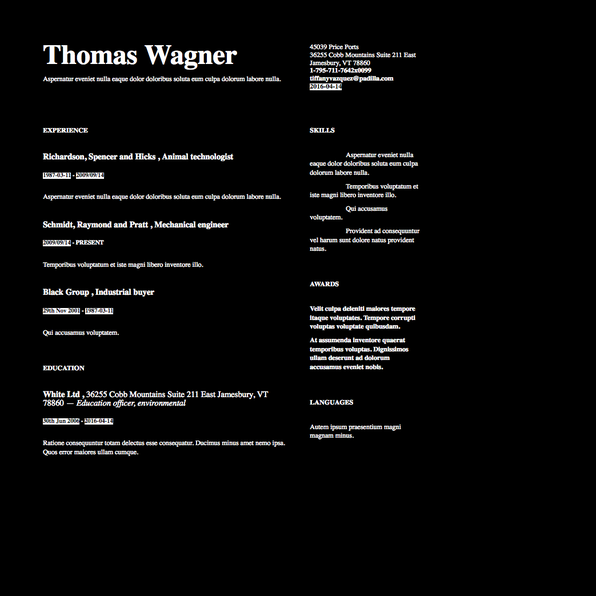 Thomas Wagner
Aspernatur eveniet nulla eaque dolor doloribus soluta eum culpa dolorum labore nulla.
45039 Price Ports
36255 Cobb Mountains Suite 211 East
Jamesbury, VT 78860
1-795-711-7642x0099
tiffanyvazquez@padilla.com
2016-04-14
EXPERIENCE
Richardson, Spencer and Hicks , Animal technologist
1987-03-11 - 2009/09/14
Aspernatur eveniet nulla eaque dolor doloribus soluta eum culpa dolorum labore nulla.
Schmidt, Raymond and Pratt , Mechanical engineer
2009/09/14 - PRESENT
Temporibus voluptatum et iste magni libero inventore illo.
Black Group , Industrial buyer
29th Nov 2001 - 1987-03-11
Qui accusamus voluptatem.
EDUCATION
White Ltd , 36255 Cobb Mountains Suite 211 East Jamesbury, VT
78860 — Education officer, environmental
30th Jun 2006 - 2016-04-14
Ratione consequuntur totam delectus esse consequatur. Ducimus minus amet nemo ipsa.
Quos error maiores ullam cumque.
SKILLS
Aspernatur eveniet nulla
eaque dolor doloribus soluta eum culpa
dolorum labore nulla.
Temporibus voluptatum et
iste magni libero inventore illo.
Qui accusamus
voluptatem.
Provident ad consequuntur
vel harum sunt dolore natus provident
natus.
AWARDS
Velit culpa deleniti maiores tempore
itaque voluptates. Tempore corrupti
voluptas voluptate quibusdam.
At assumenda inventore quaerat
temporibus voluptas. Dignissimos
ullam deserunt ad dolorum
accusamus eveniet nobis.
LANGUAGES
Autem ipsum praesentium magni
magnam minus.